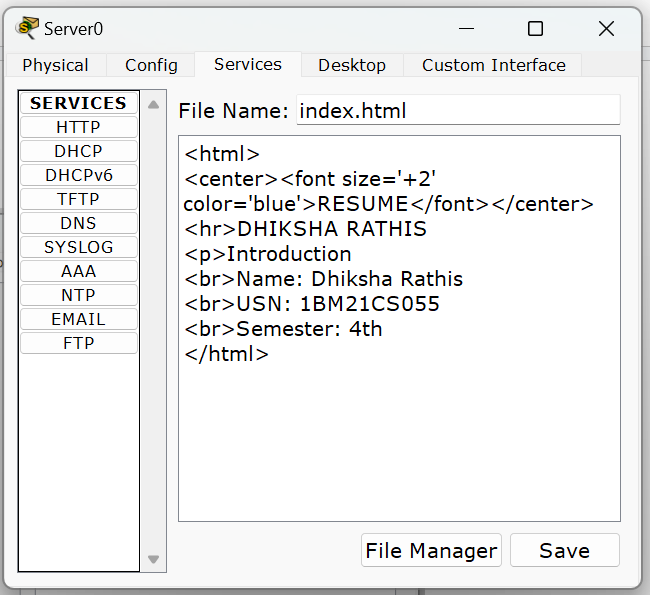 Server0
Physical Config Services Desktop Custom Interface
SERVICES
HTTP
DHCP
DHCPv6
TFTP
DNS
SYSLOG
AAA
NTP
EMAIL
FTP
File Name: index.html
<html>
<center><font size='+2'
color='blue'>RESUME</font></center>
<hr>DHIKSHA RATHIS
<p>Introduction
<br>Name: Dhiksha Rathis
<br>USN: 1BM21CS055
<br>Semester: 4th
</html>
File Manager Save